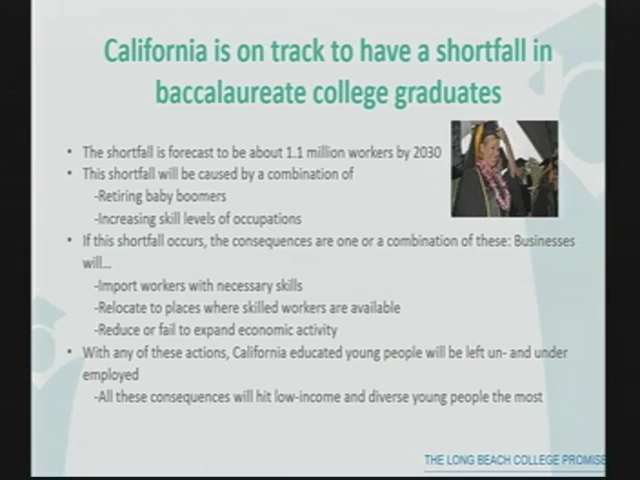 California is on track to have a shortfall in
baccalaureate college graduates
• The shortfall is forecast to be about 1.1 million workers by 2030
• This shortfall will be caused by a combination of
-Retiring baby boomers
-Increasing skill levels of occupations
• If this shortfall occurs, the consequences are one or a combination of these: Businesses
will...
-Import workers with necessary skills
-Relocate to places where skilled workers are available
-Reduce or fail to expand economic activity
• With any of these actions, California educated young people will be left un- and under
employed
-All these consequences will hit low-income and diverse young people the most
THE LONG BEACH COLLEGE PROMISE